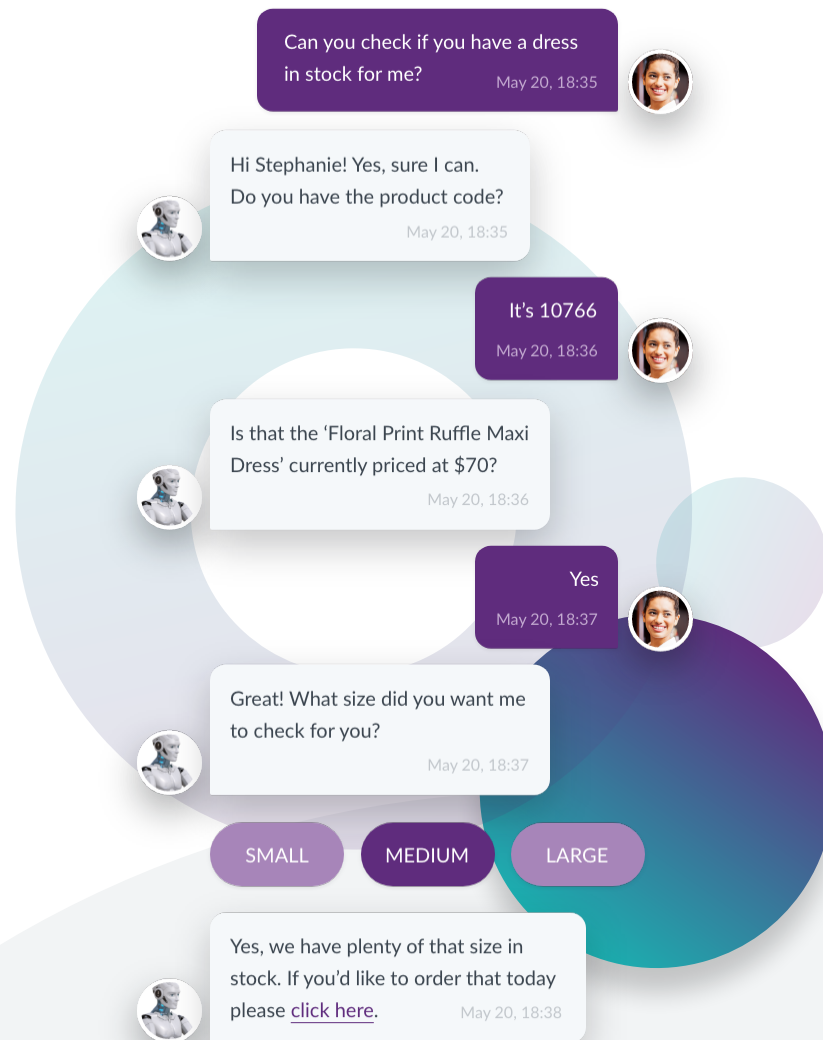 Can you check if you have a dress
in stock for me?
May 20, 18:35
Hi Stephanie! Yes, sure I can.
Do you have the product code?
May 20, 18:35
It’s 10766
May 20, 18:36
Is that the ‘Floral Print Ruffle Maxi
Dress’ currently priced at $70?
May 20, 18:36
Yes
May 20, 18:37
Great! What size did you want me
to check for you?
May 20, 18:37
SMALL MEDIUM LARGE
Yes, we have plenty of that size in
stock. If you’d like to order that today
please click here.
May 20, 18:38